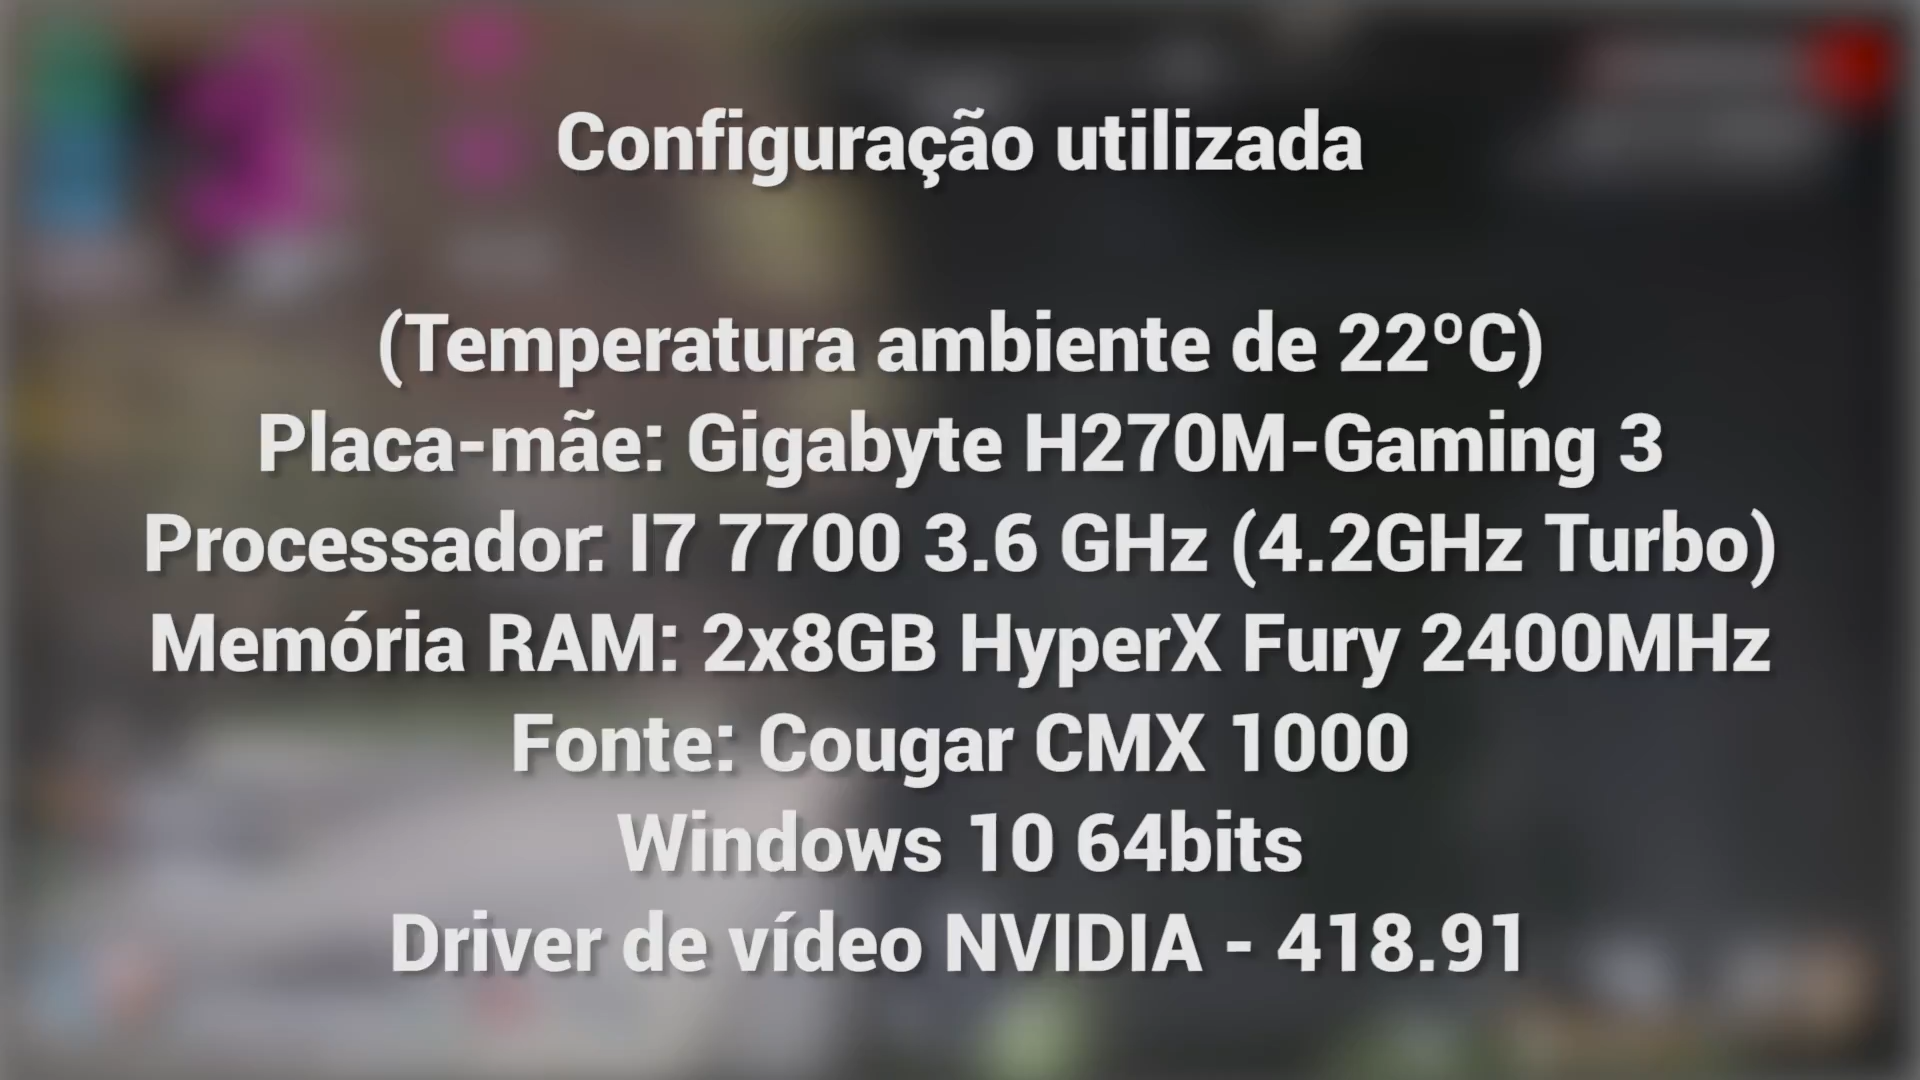 Configuração utilizada
(Temperatura ambiente de 22ºC)
Placa-mãe: Gigabyte H270M-Gaming 3
Processador: I7 7700 3.6 GHz (4.2GHz Turbo)
Memória RAM: 2x8GB HyperX Fury 2400MHz
Fonte: Cougar CMX 1000
Windows 10 64bits
Driver de vídeo NVIDIA - 418.91